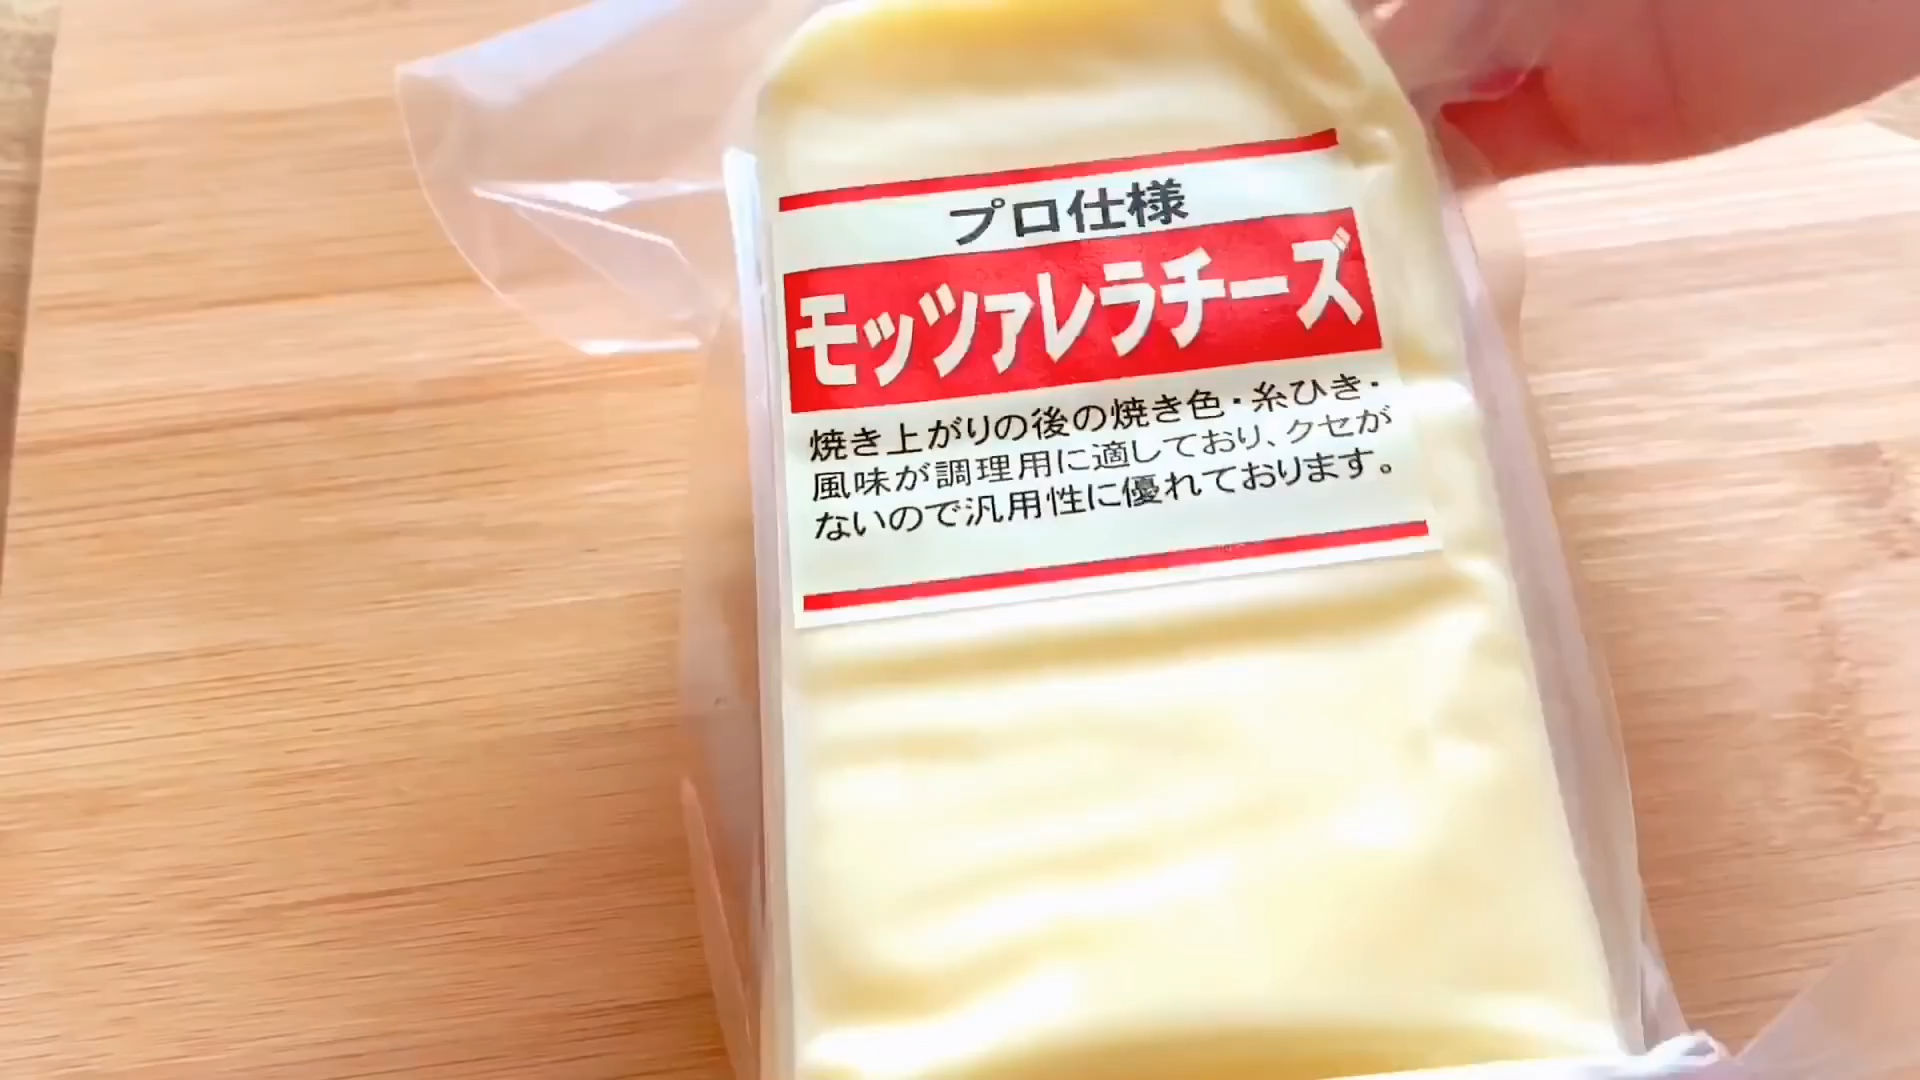 プロ仕様
モッツァレラチーズ
焼き上がりの後の焼き色・糸ひき・
風味が調理用に適しており、クセが
ないので汎用性に優れております。